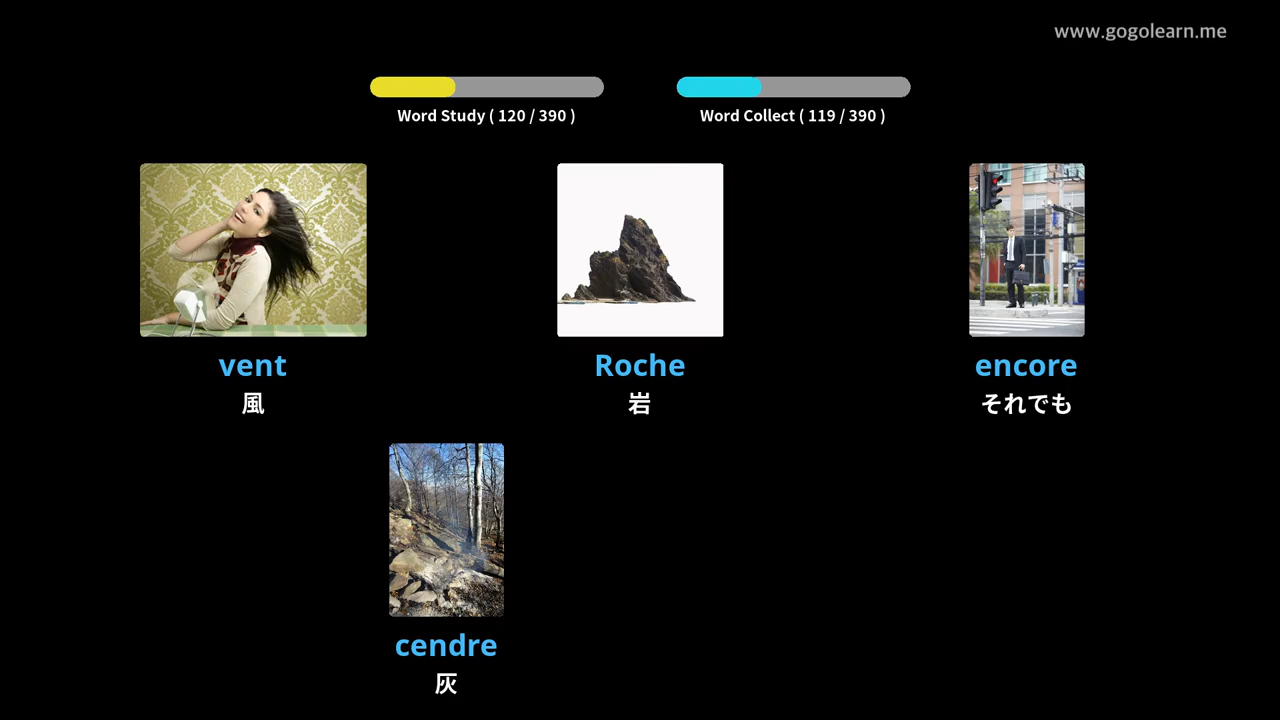 www.gogolearn.me
Word Study ( 120 / 390 )
Word Collect ( 119 / 390 )
vent
風
Roche
岩
encore
それでも
cendre
灰